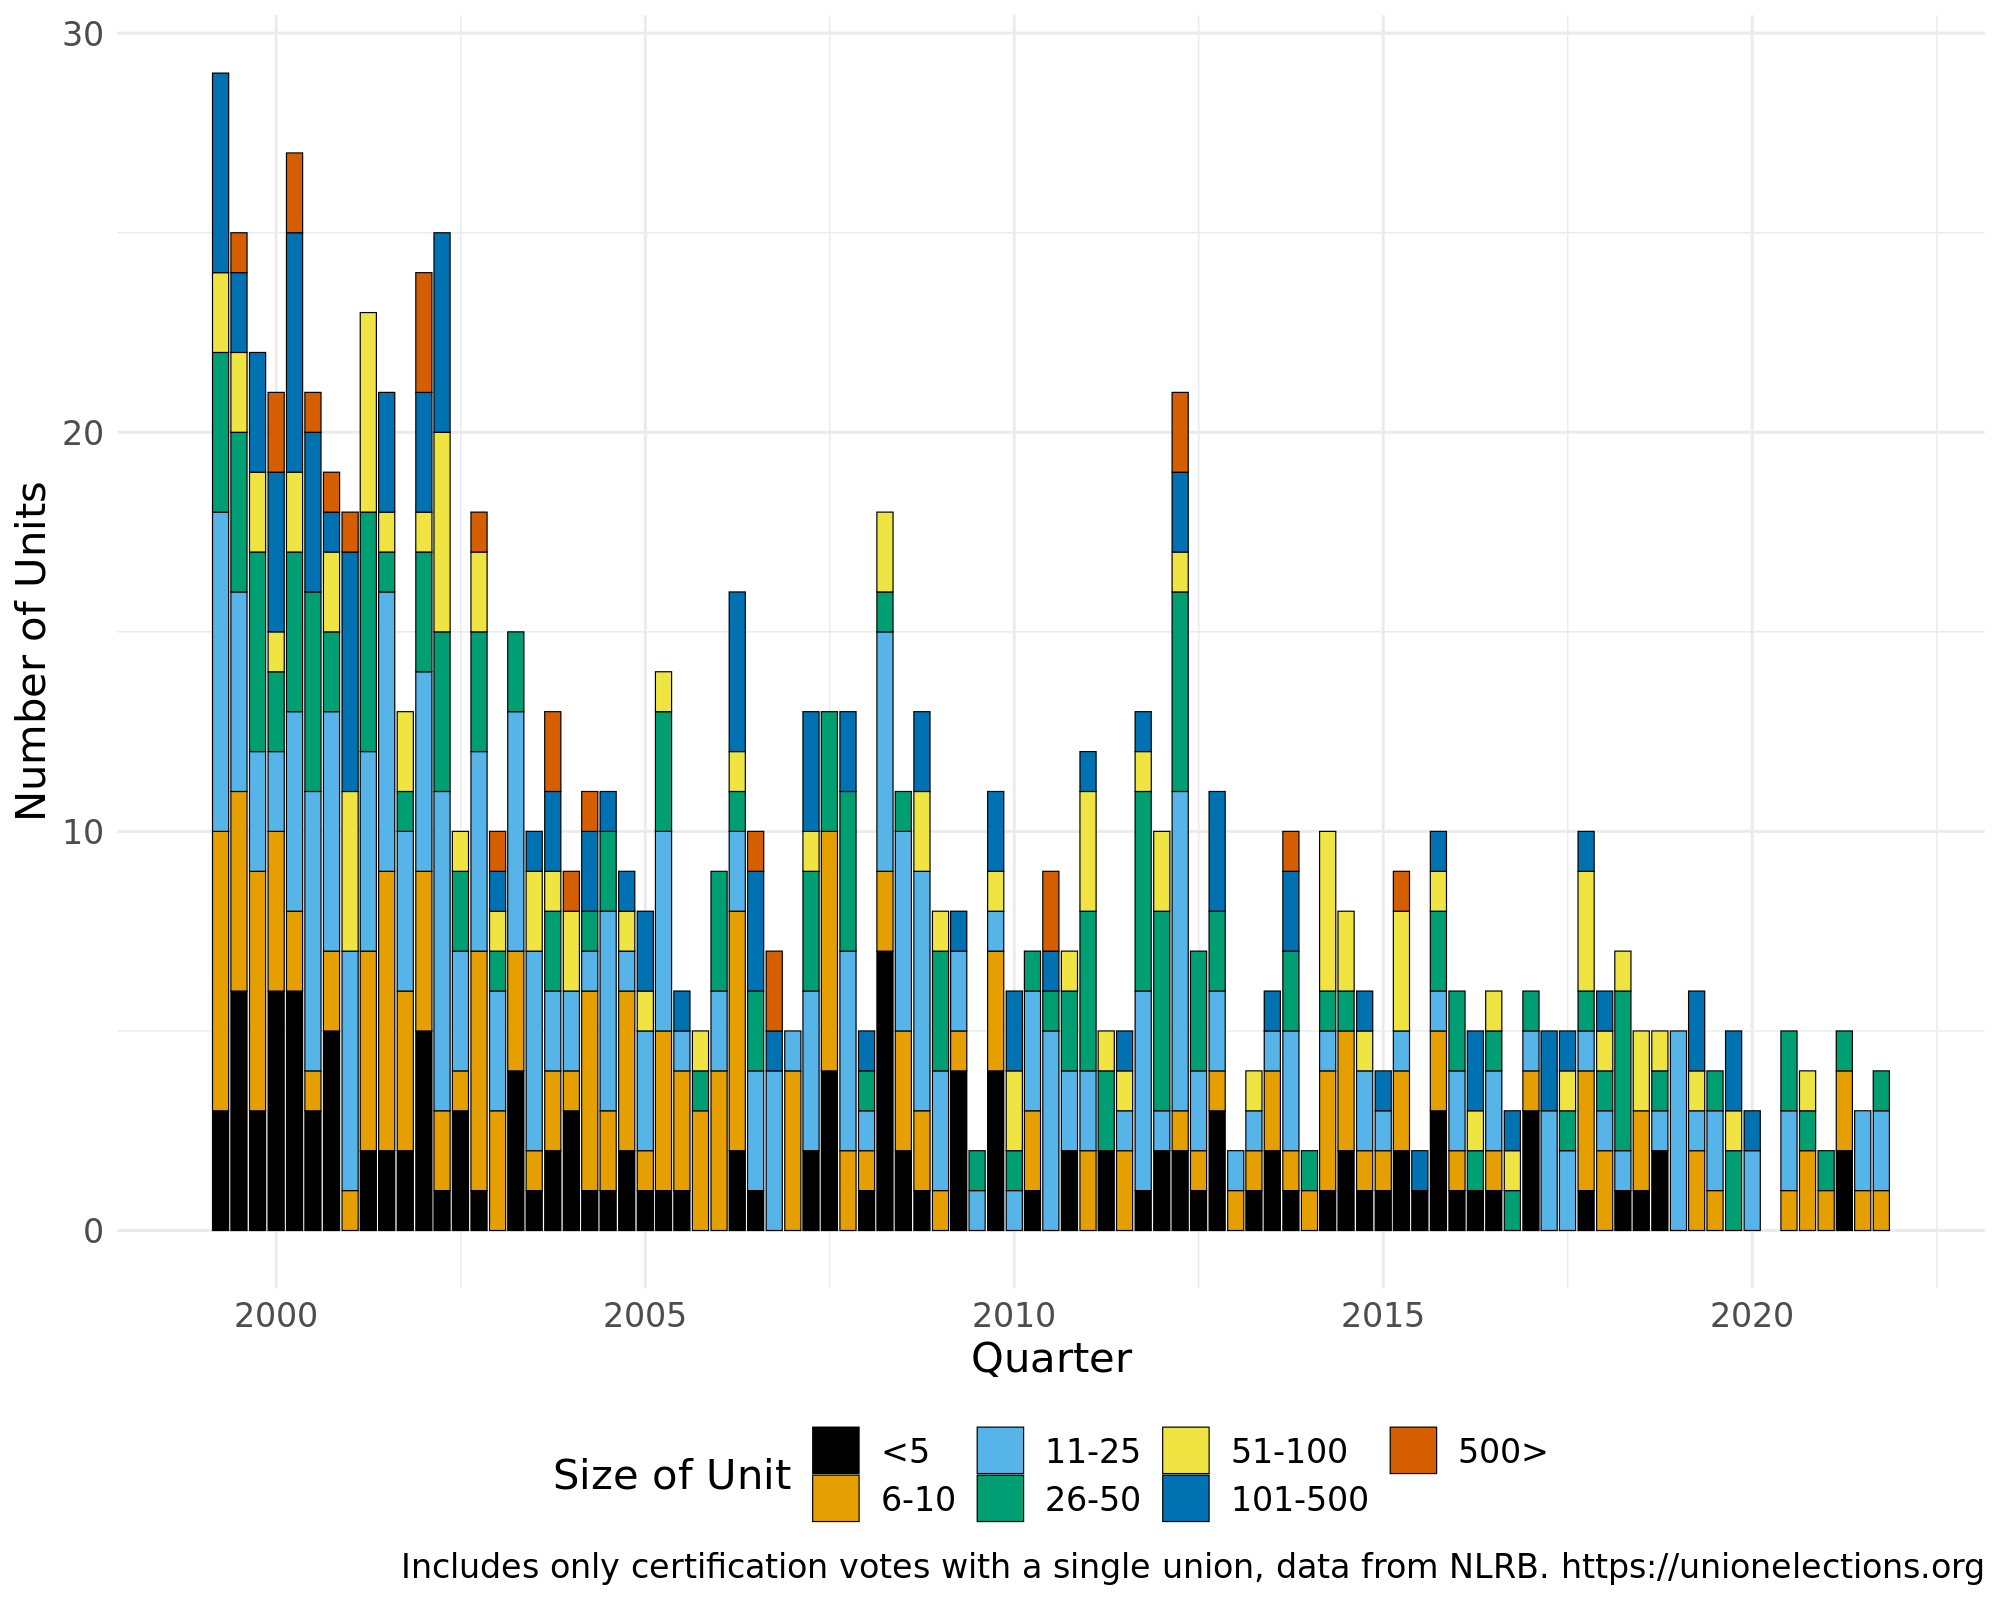 30
20
10
0
Number of Units
2000 2005 2010 2015 2020
Quarter
Size of Unit
<5 11-25 51-100 500>
6-10 26-50 101-500
Includes only certification votes with a single union, data from NLRB. https://unionelections.org